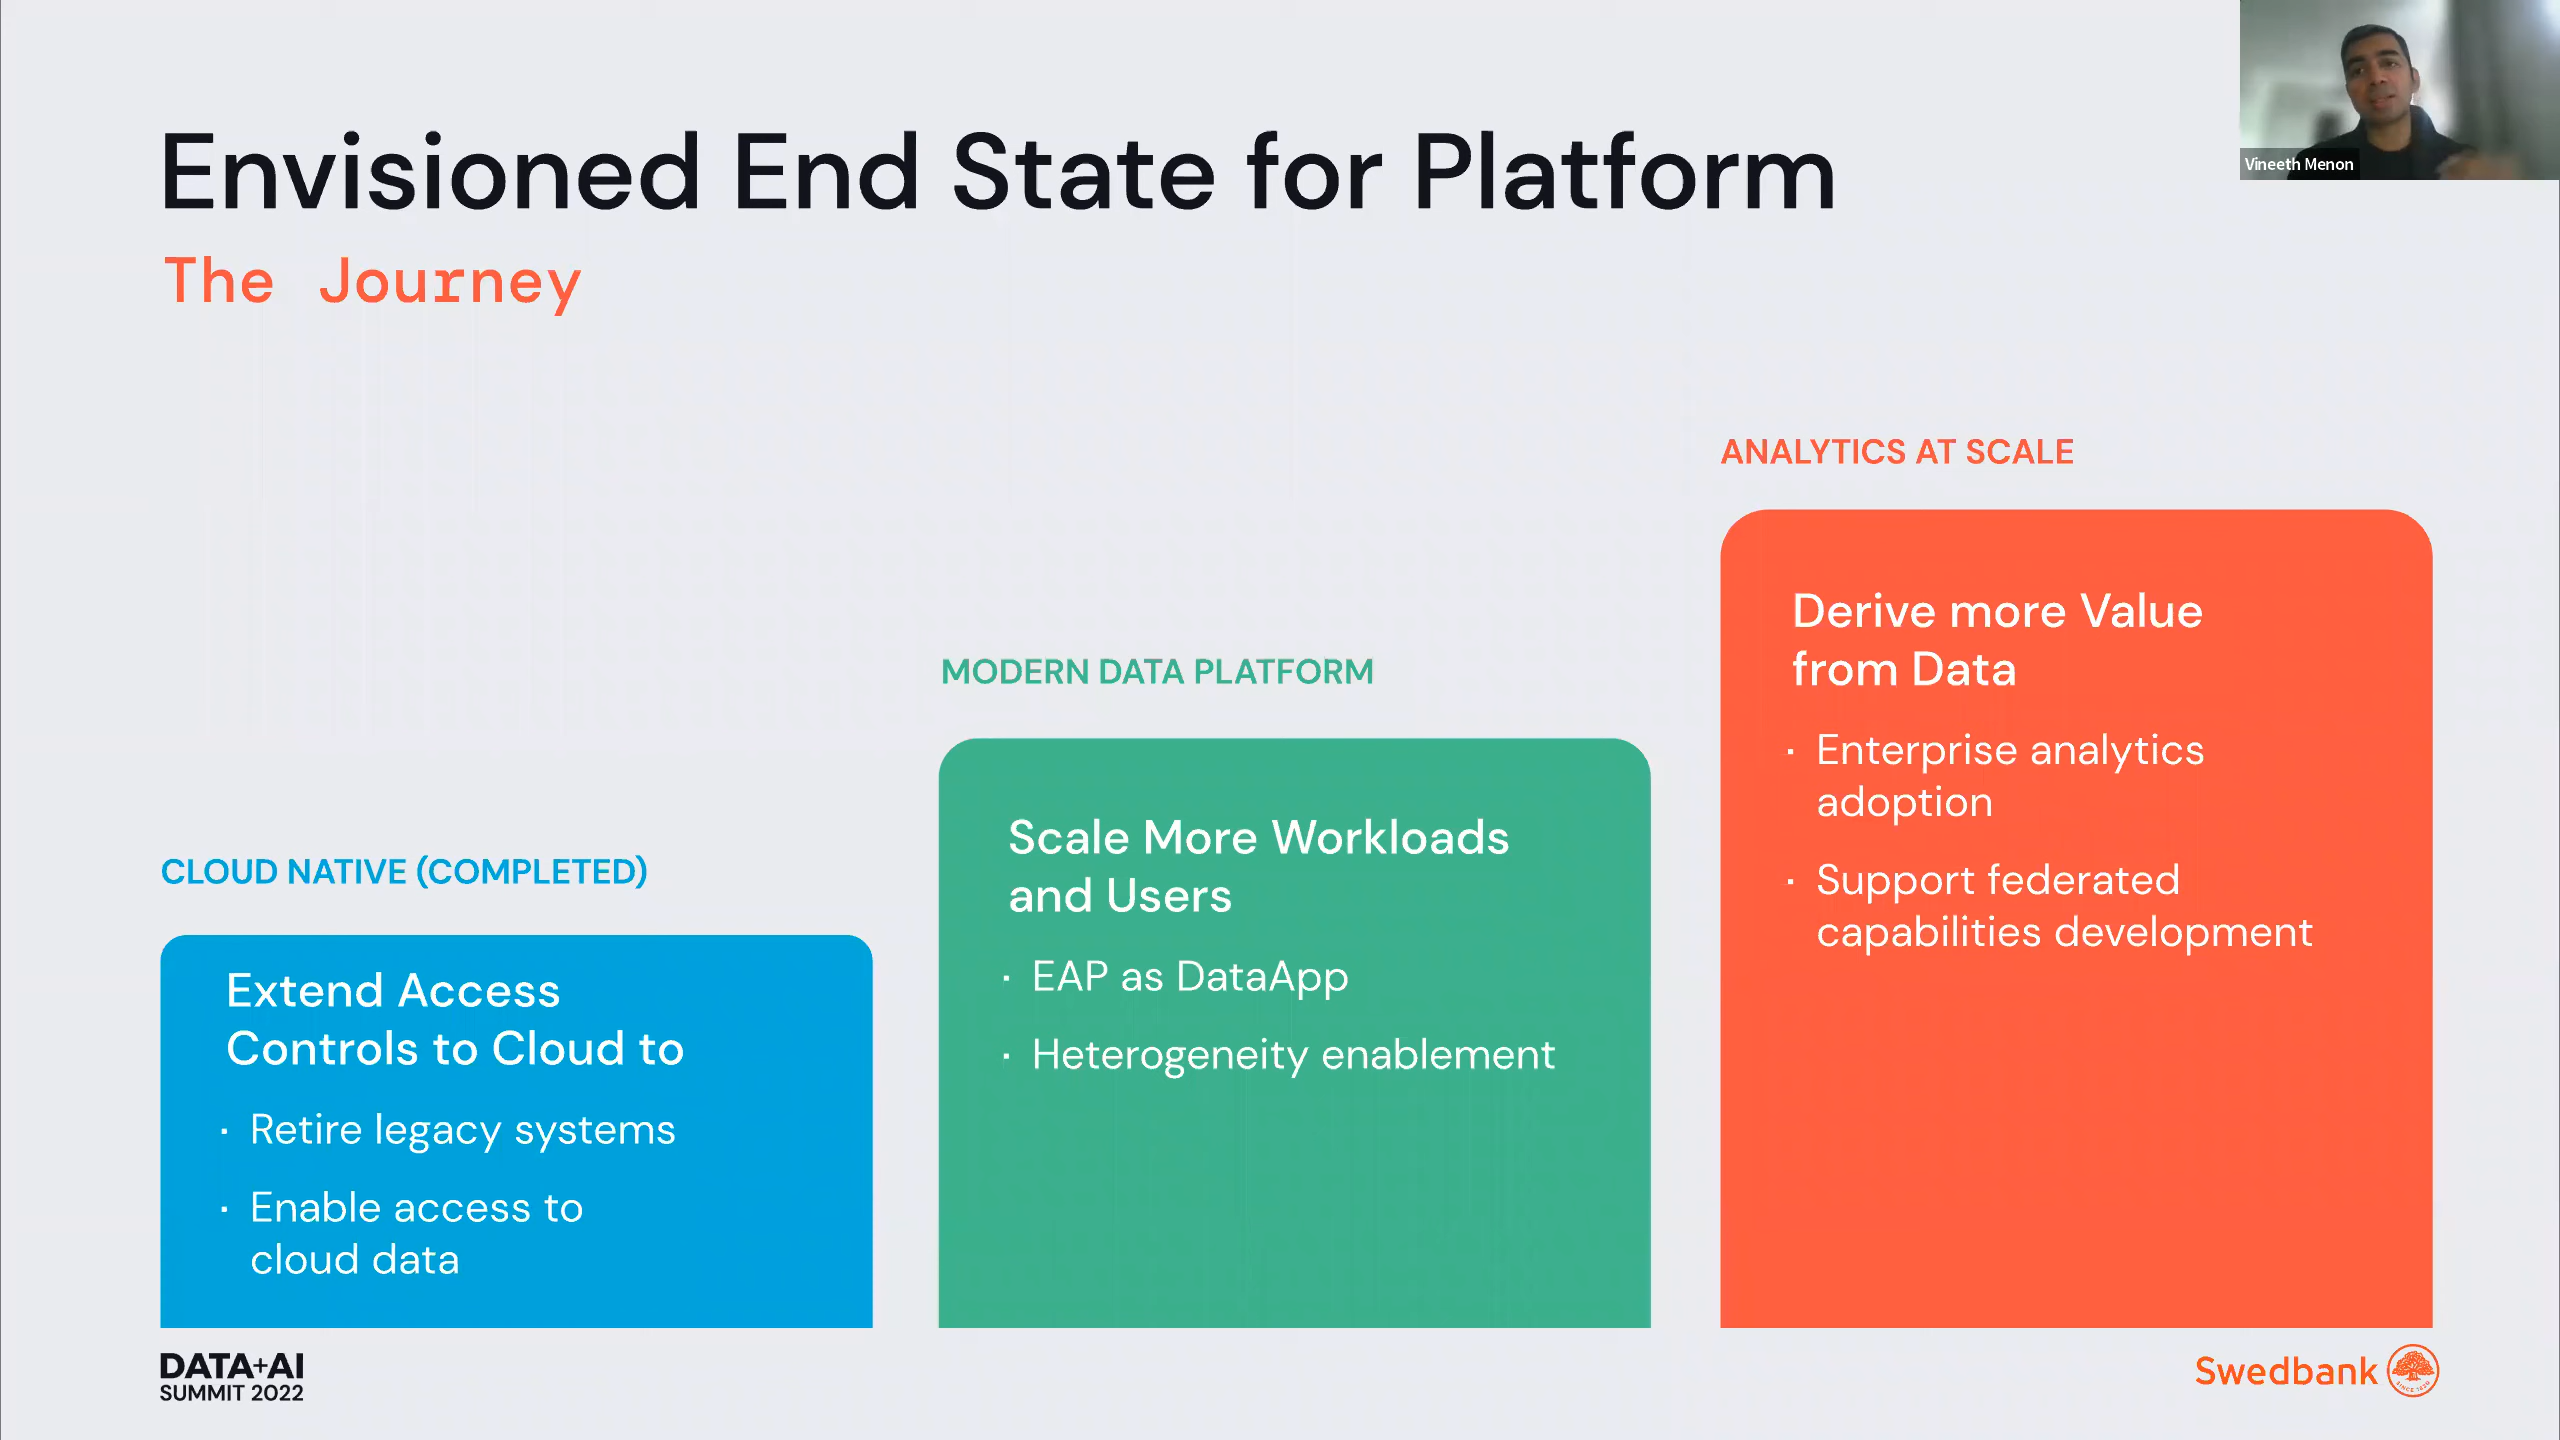 Envisioned End State for Platform
The Journey
Vineeth Menon
CLOUD NATIVE (COMPLETED)
Extend Access
Controls to Cloud to
· Retire legacy systems
· Enable access to
cloud data
MODERN DATA PLATFORM
Scale More Workloads
and Users
· EAP as DataApp
· Heterogeneity enablement
ANALYTICS AT SCALE
Derive more Value
from Data
· Enterprise analytics
adoption
· Support federated
capabilities development
DATA+AI
SUMMIT 2022
Swedbank
SINCE 1820